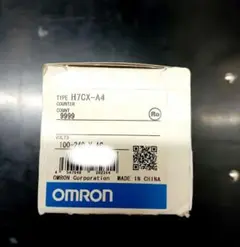 TYPE H7CX-A4
COUNTER
COUNT
9999
VOLTS
100-240 V AC
OMRON Corporation MADE IN CHINA
OMRON